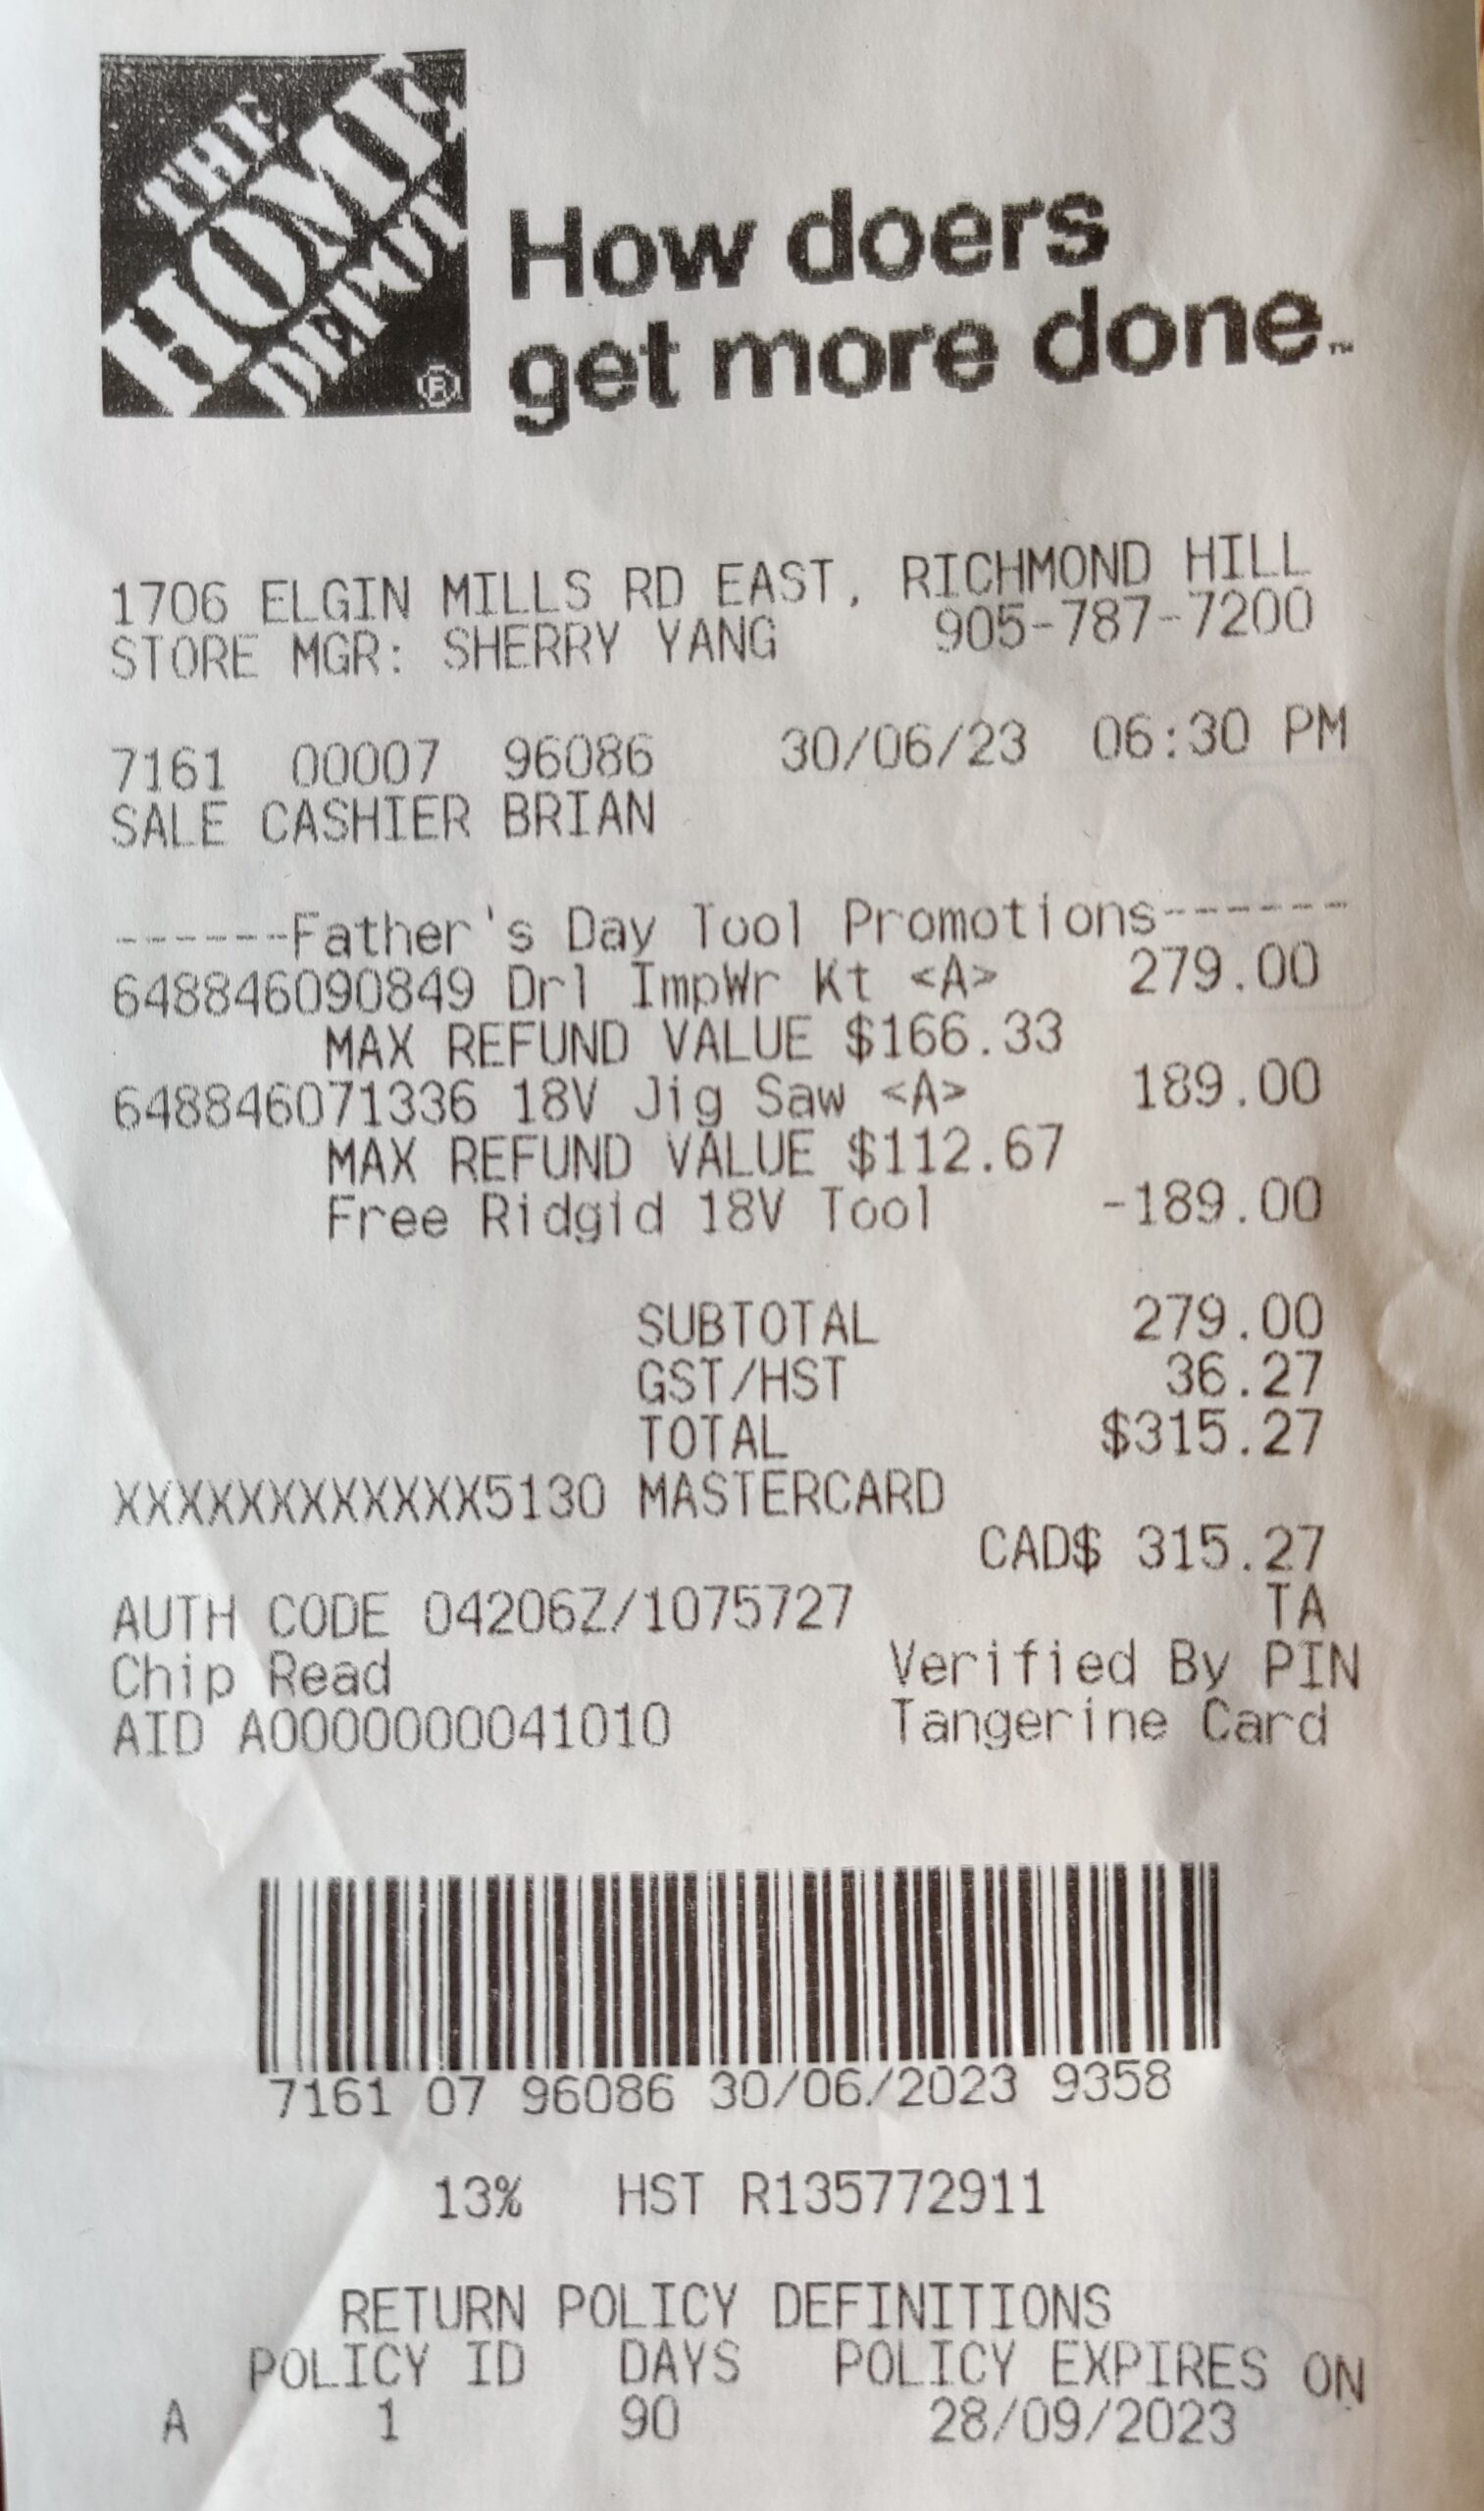 THE
HOME
DEPOT
®
How doers
get more done.™
1706 ELGIN MILLS RD EAST, RICHMOND HILL
STORE MGR: SHERRY YANG 905-787-7200
7161 00007 96086 30/06/23 06:30 PM
SALE CASHIER BRIAN
------Father's Day Tool Promotions------
648846090849 Drl ImpWr Kt <A> 279.00
MAX REFUND VALUE $166.33
648846071336 18V Jig Saw <A> 189.00
MAX REFUND VALUE $112.67
Free Ridgid 18V Tool -189.00
SUBTOTAL 279.00
GST/HST 36.27
TOTAL $315.27
XXXXXXXXXXXX5130 MASTERCARD
CAD$ 315.27
AUTH CODE 04206Z/1075727 TA
Chip Read Verified By PIN
AID A0000000041010 Tangerine Card
7161 07 96086 30/06/2023 9358
13% HST R135772911
RETURN POLICY DEFINITIONS
POLICY ID DAYS POLICY EXPIRES ON
A 1 90 28/09/2023